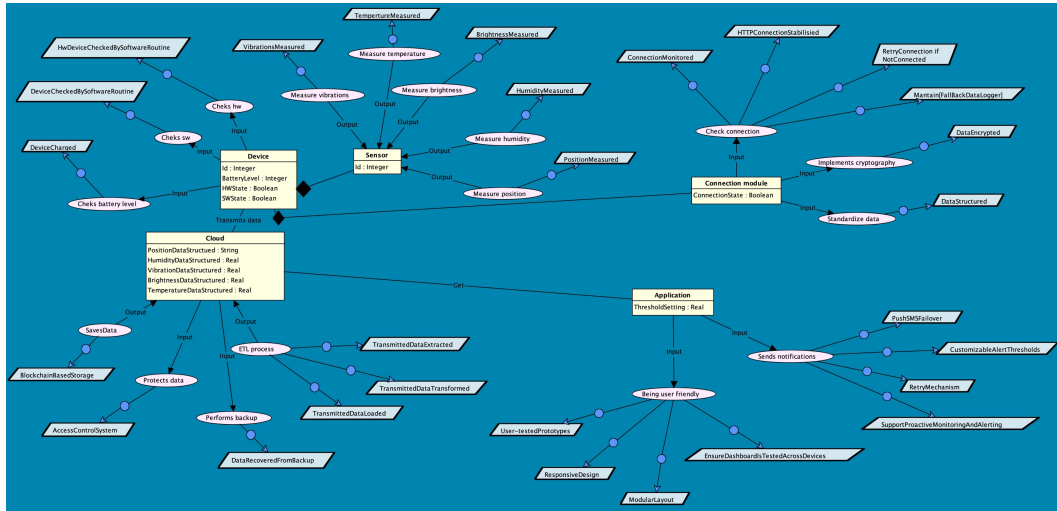 TempertureMeasured
BrightnessMeasured
HTTPConnectionStabilisied
HwDeviceCheckedBySoftwareRoutine
VibrationsMeasured
Measure temperature
ConnectionMonitored
RetryConnection if
NotConnected
DeviceCheckedBySoftwareRoutine
Measure vibrations
Measure brightness
HumidityMeasured
Mantain[FallBackDataLogger]
Cheks hw
Output
Output
Output
Check connection
DataEncrypted
Input
Cheks sw
Measure humidity
Output
DeviceCharged
Input
Device
Id : Integer
BatteryLevel : Integer
HWState : Boolean
SWState : Boolean
Sensor
Id : Integer
PositionMeasured
Input
Implements cryptography
Input
Connection module
ConnectionState : Boolean
Input
Cheks battery level
Output
Measure position
DataStructured
Input
Standardize data
Transmits data
Cloud
PositionDataStructued : String
HumidityDataStructured : Real
VibrationDataStructured : Real
BrightnessDataStructured : Real
TemperatureDataStructured : Real
Get
Application
ThresholdSetting : Real
PushSMSFailover
Output
Output
Input
SavesData
ETL process
TransmittedDataExtracted
Input
Sends notifications
CustomizableAlertThresholds
BlockchainBasedStorage
Input
Input
Protects data
TransmittedDataTransformed
RetryMechanism
Being user friendly
AccessControlSystem
Performs backup
TransmittedDataLoaded
User-testedPrototypes
SupportProactiveMonitoringAndAlerting
DataRecoveredFromBackup
EnsureDashboardIsTestedAcrossDevices
ResponsiveDesign
ModularLayout